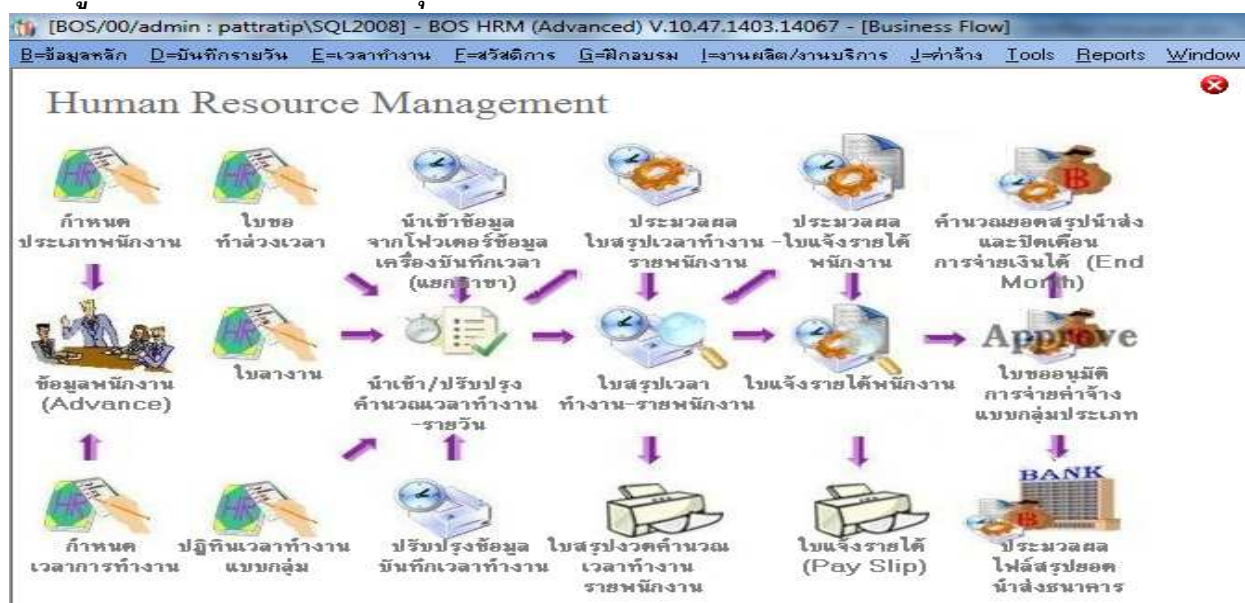 [BOS/00/admin : pattratip\SQL2008] - BOS HRM (Advanced) V.10.47.1403.14067 - [Business Flow]
B=ข้อมูลหลัก D=บันทึกรายวัน E=เวลาทำงาน F=สวัสดิการ G=ฝึกอบรม I=งานผลิต/งานบริการ J=ค่าจ้าง Tools Reports Window
Human Resource Management
กำหนด
ประเภทพนักงาน
ใบขอ
ทำล่วงเวลา
นำเข้าข้อมูล
จากโฟวเดอร์ข้อมูล
เครื่องบันทึกเวลา
(แยกสาขา)
ประมวลผล
ใบสรุปเวลาทำงาน
รายพนักงาน
ประมวลผล
-ใบแจ้งรายได้
พนักงาน
คำนวณยอดสรุปนำส่ง
และปิดเดือน
การจ่ายเงินได้ (End
Month)
ข้อมูลพนักงาน
(Advance)
ใบลางาน
นำเข้า/ปรับปรุง
คำนวณเวลาทำงาน
-รายวัน
ใบสรุปเวลา
ทำงาน-รายพนักงาน
ใบแจ้งรายได้พนักงาน
Approve
ใบขออนุมัติ
การจ่ายค่าจ้าง
แบบกลุ่มประเภท
กำหนด
เวลาการทำงาน
ปฏิทินเวลาทำงาน
แบบกลุ่ม
ปรับปรุงข้อมูล
บันทึกเวลาทำงาน
ใบสรุปงวดคำนวณ
เวลาทำงาน
รายพนักงาน
ใบแจ้งรายได้
(Pay Slip)
BANK
ประมวลผล
ไฟล์สรุปยอด
นำส่งธนาคาร